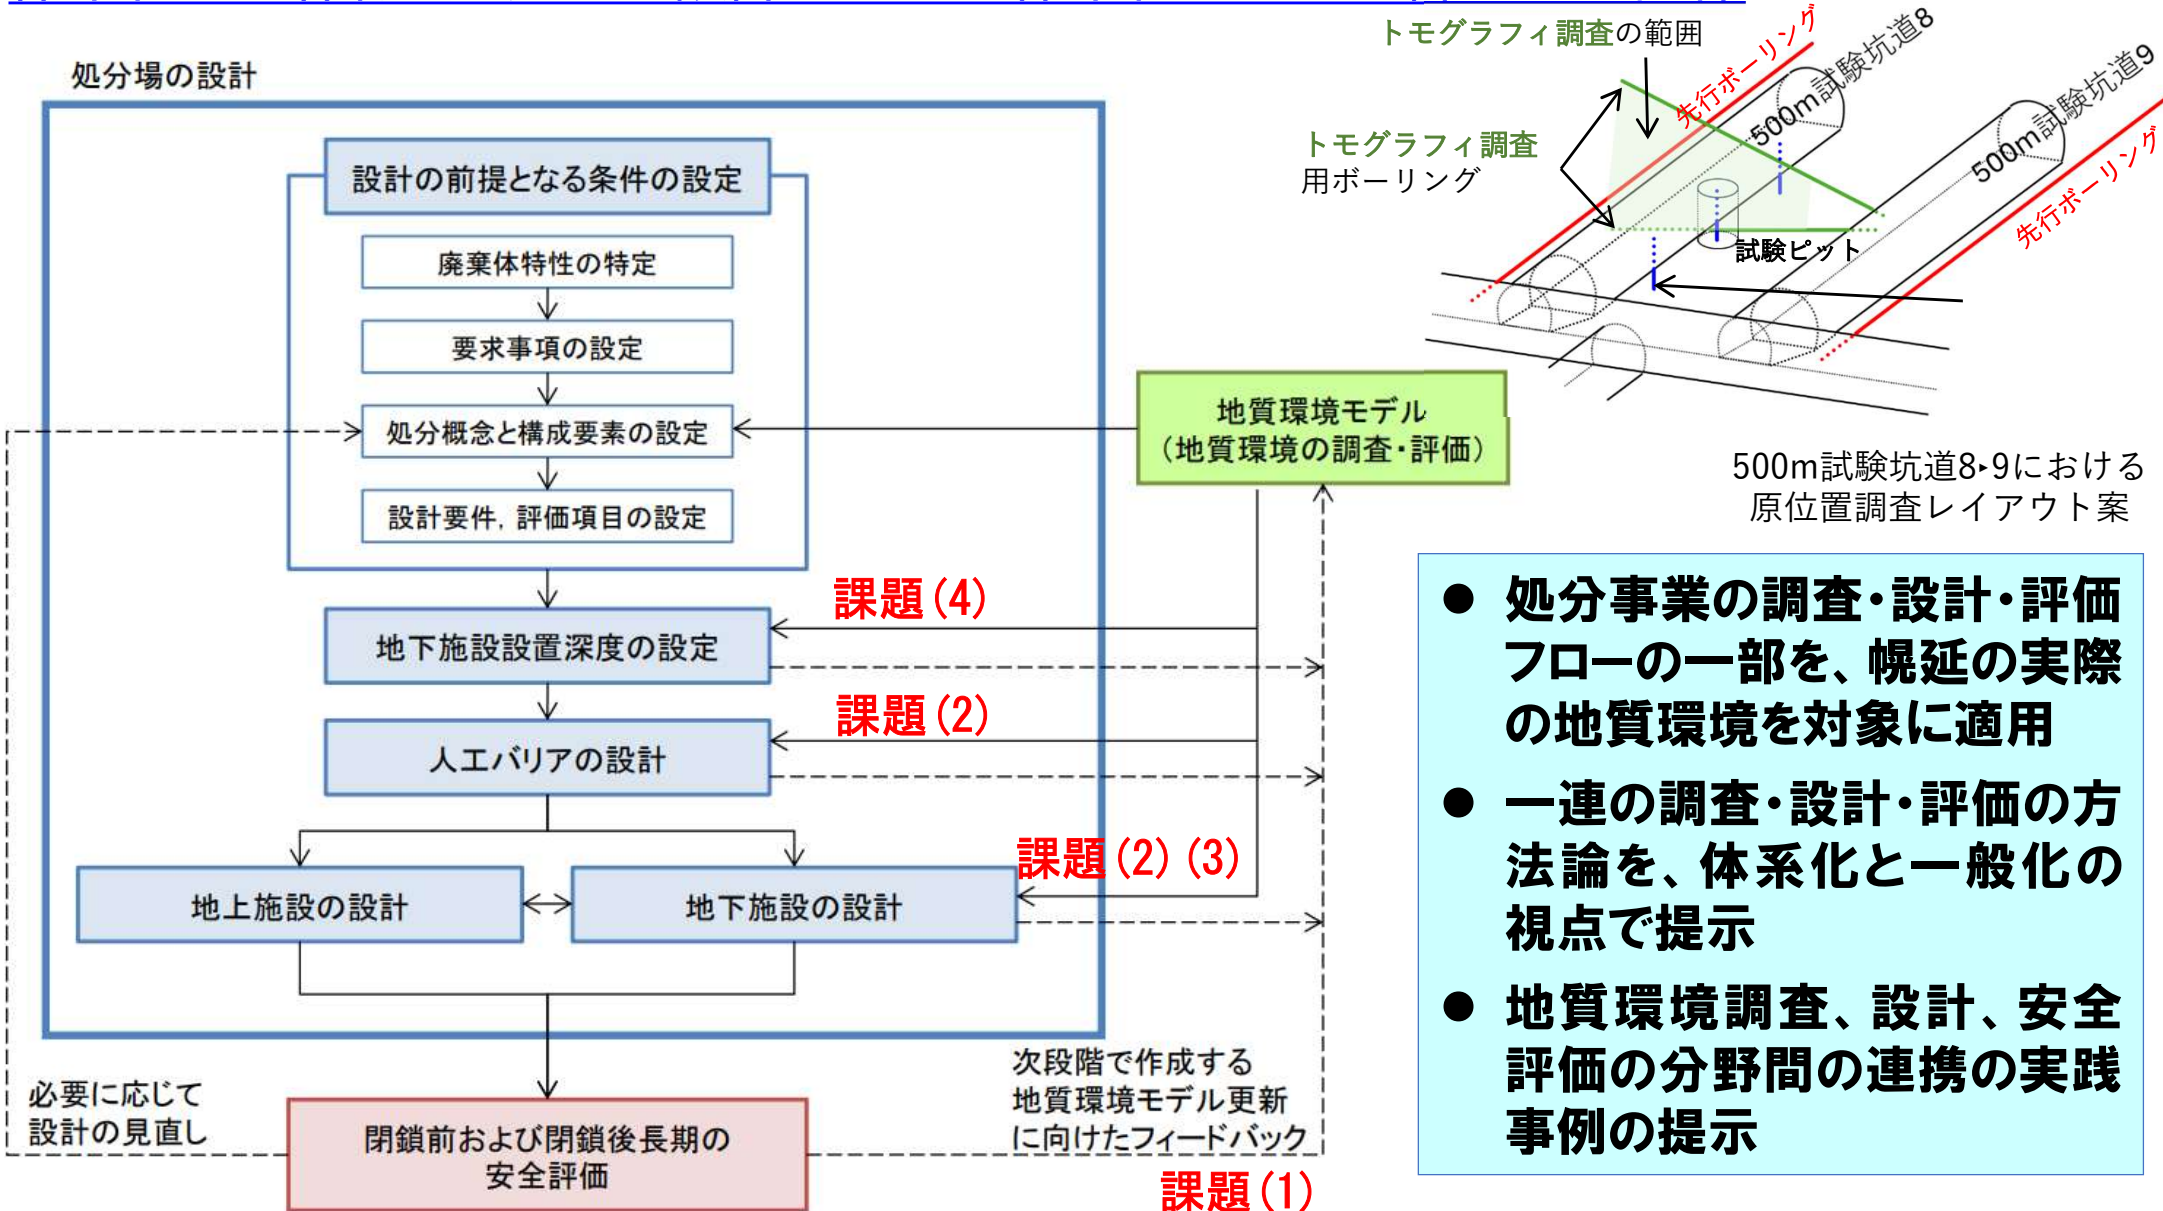 処分場の設計
設計の前提となる条件の設定
廃棄体特性の特定
要求事項の設定
処分概念と構成要素の設定
設計要件，評価項目の設定
地下施設設置深度の設定
人工バリアの設計
地上施設の設計
地下施設の設計
課題(4)
課題(2)
課題(2)(3)
地質環境モデル
（地質環境の調査・評価）
必要に応じて
設計の見直し
閉鎖前および閉鎖後長期の
安全評価
次段階で作成する
地質環境モデル更新
に向けたフィードバック
課題(1)
トモグラフィ調査の範囲
トモグラフィ調査
用ボーリング
先行ボーリング
500m試験坑道8
500m試験坑道9
先行ボーリング
試験ピット
500m試験坑道8・9における
原位置調査レイアウト案
● 処分事業の調査・設計・評価
フローの一部を、幌延の実際
の地質環境を対象に適用
● 一連の調査・設計・評価の方
法論を、体系化と一般化の
視点で提示
● 地質環境調査、設計、安全
評価の分野間の連携の実践
事例の提示